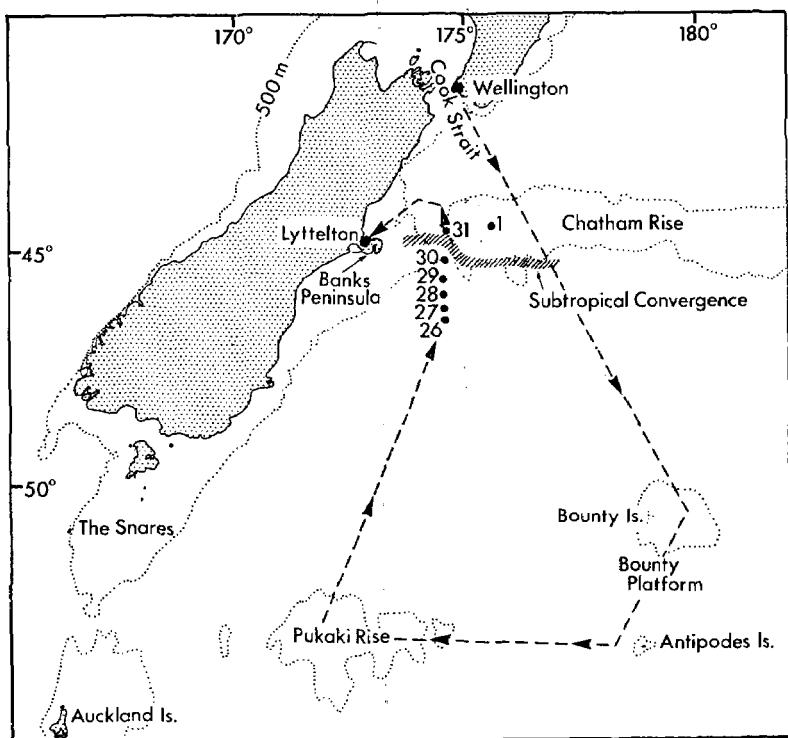 170°
175°
180°
500 m
Cook Strait
Wellington
Chatham Rise
31
1
Lyttelton
45°
30
Banks
Peninsula
29
Subtropical Convergence
28
27
26
50°
The Snares
Bounty Is.
Bounty
Platform
Pukaki Rise
Antipodes Is.
Auckland Is.